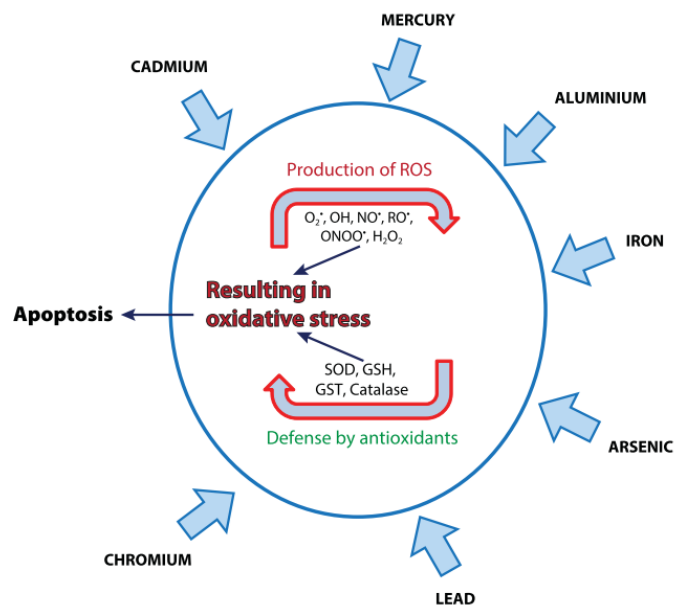 MERCURY
CADMIUM
ALUMINIUM
Production of ROS
O₂•, OH, NO•, RO•,
ONOO•, H₂O₂
IRON
Resulting in
oxidative stress
Apoptosis
SOD, GSH,
GST, Catalase
Defense by antioxidants
ARSENIC
CHROMIUM
LEAD